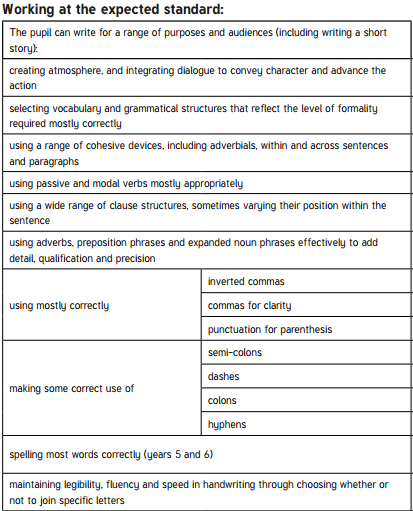 Working at the expected standard:
The pupil can write for a range of purposes and audiences (including writing a short
story):
creating atmosphere, and integrating dialogue to convey character and advance the
action
selecting vocabulary and grammatical structures that reflect the level of formality
required mostly correctly
using a range of cohesive devices, including adverbials, within and across sentences
and paragraphs
using passive and modal verbs mostly appropriately
using a wide range of clause structures, sometimes varying their position within the
sentence
using adverbs, preposition phrases and expanded noun phrases effectively to add
detail, qualification and precision
using mostly correctly
inverted commas
commas for clarity
punctuation for parenthesis
making some correct use of
semi-colons
dashes
colons
hyphens
spelling most words correctly (years 5 and 6)
maintaining legibility, fluency and speed in handwriting through choosing whether or
not to join specific letters